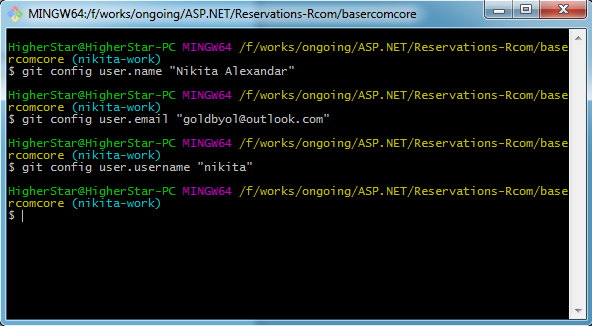 MINGW64:/f/works/ongoing/ASP.NET/Reservations-Rcom/basercomcore
HigherStar@HigherStar-PC MINGW64 /f/works/ongoing/ASP.NET/Reservations-Rcom/base
rcomcore (nikita-work)
$ git config user.name "Nikita Alexandar"
HigherStar@HigherStar-PC MINGW64 /f/works/ongoing/ASP.NET/Reservations-Rcom/base
rcomcore (nikita-work)
$ git config user.email "goldbyol@outlook.com"
HigherStar@HigherStar-PC MINGW64 /f/works/ongoing/ASP.NET/Reservations-Rcom/base
rcomcore (nikita-work)
$ git config user.username "nikita"
HigherStar@HigherStar-PC MINGW64 /f/works/ongoing/ASP.NET/Reservations-Rcom/base
rcomcore (nikita-work)
$